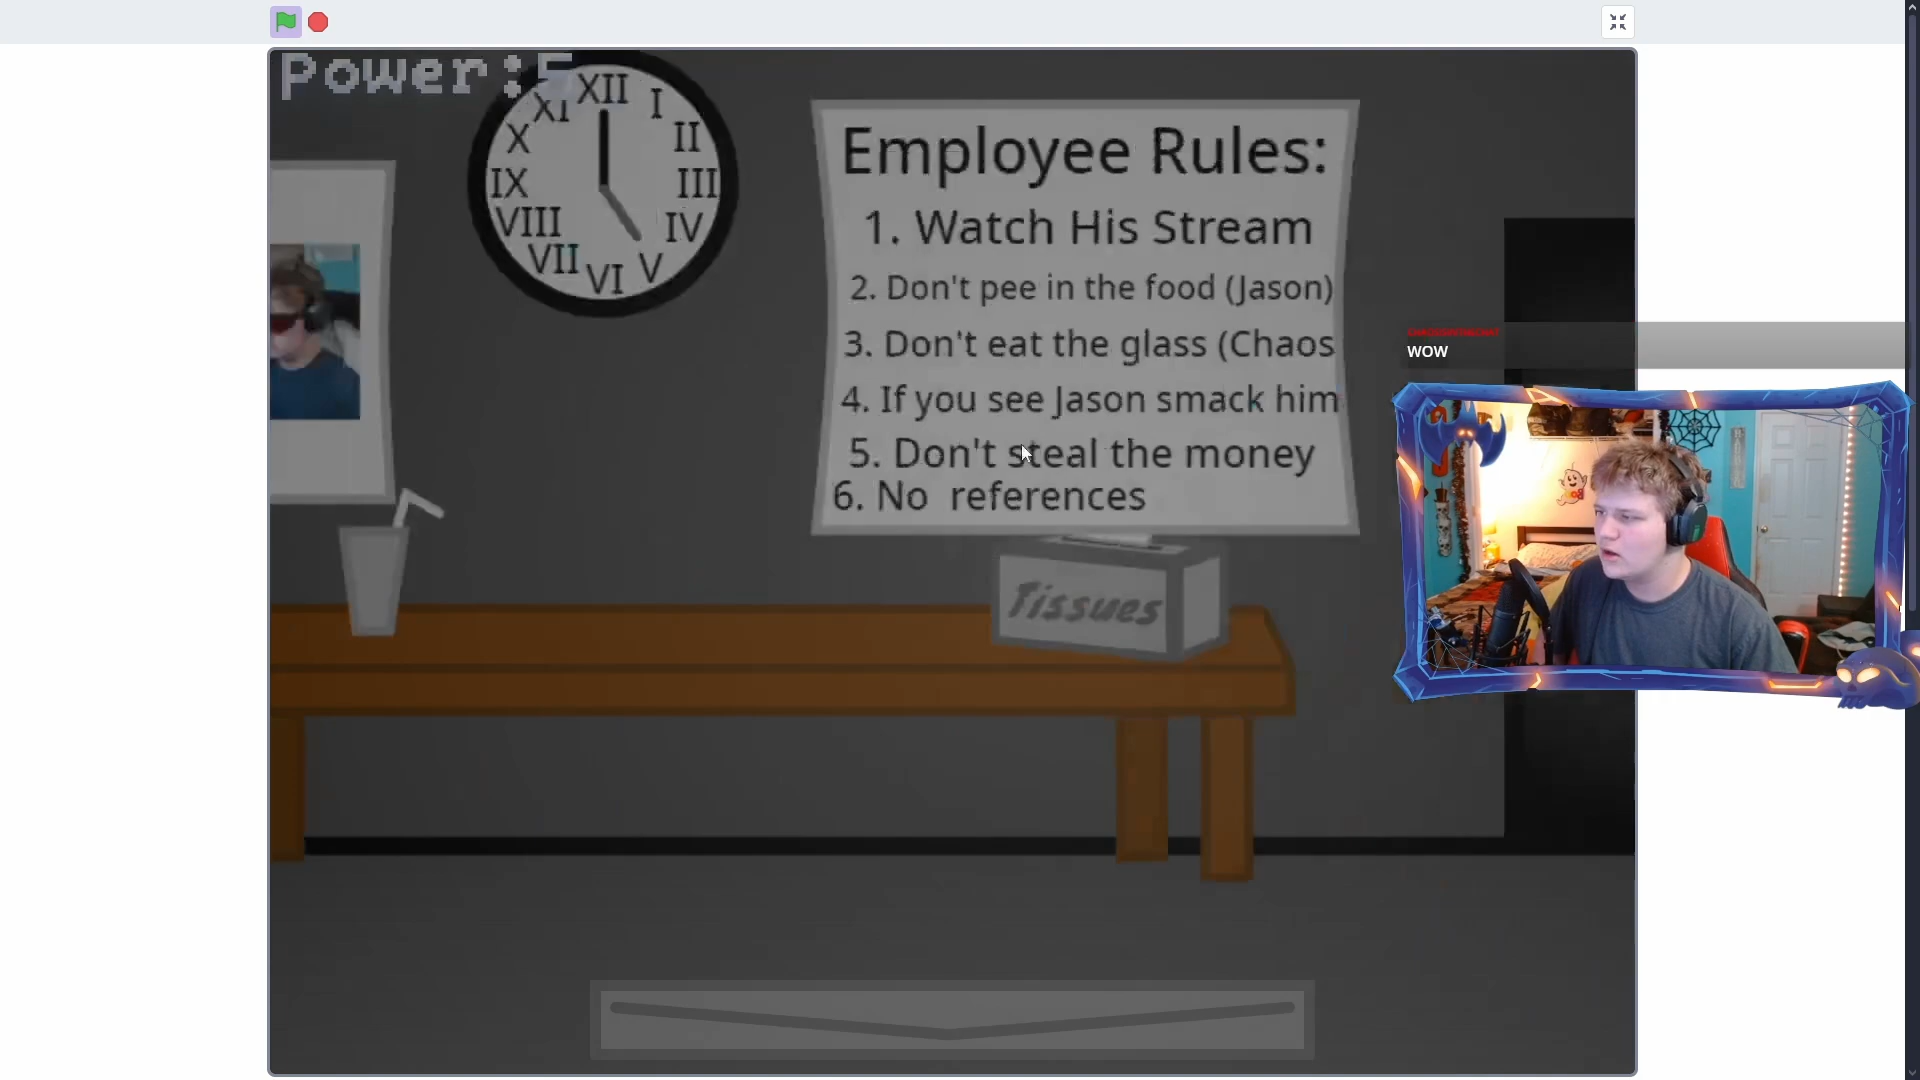 Power:5
XII
I
II
III
IV
V
VI
VII
VIII
IX
X
XI
Employee Rules:
1. Watch His Stream
2. Don't pee in the food (Jason)
3. Don't eat the glass (Chaos
4. If you see Jason smack him
5. Don't steal the money
6. No references
WOW
Tissues